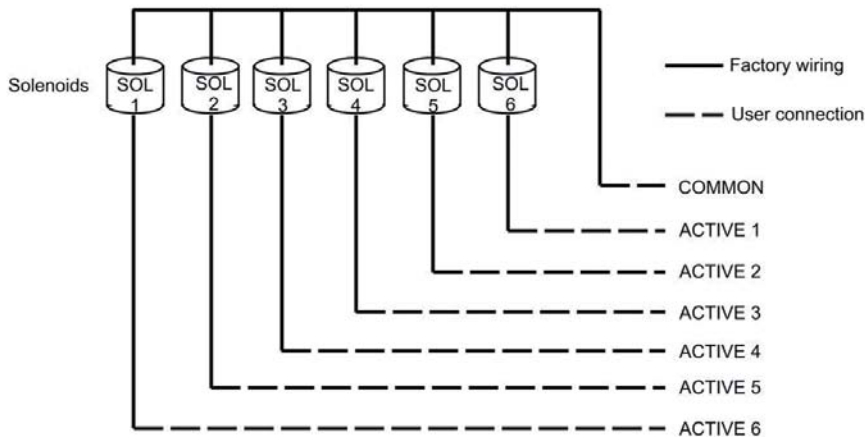 Solenoids
SOL
1
SOL
2
SOL
3
SOL
4
SOL
5
SOL
6
Factory wiring
User connection
COMMON
ACTIVE 1
ACTIVE 2
ACTIVE 3
ACTIVE 4
ACTIVE 5
ACTIVE 6